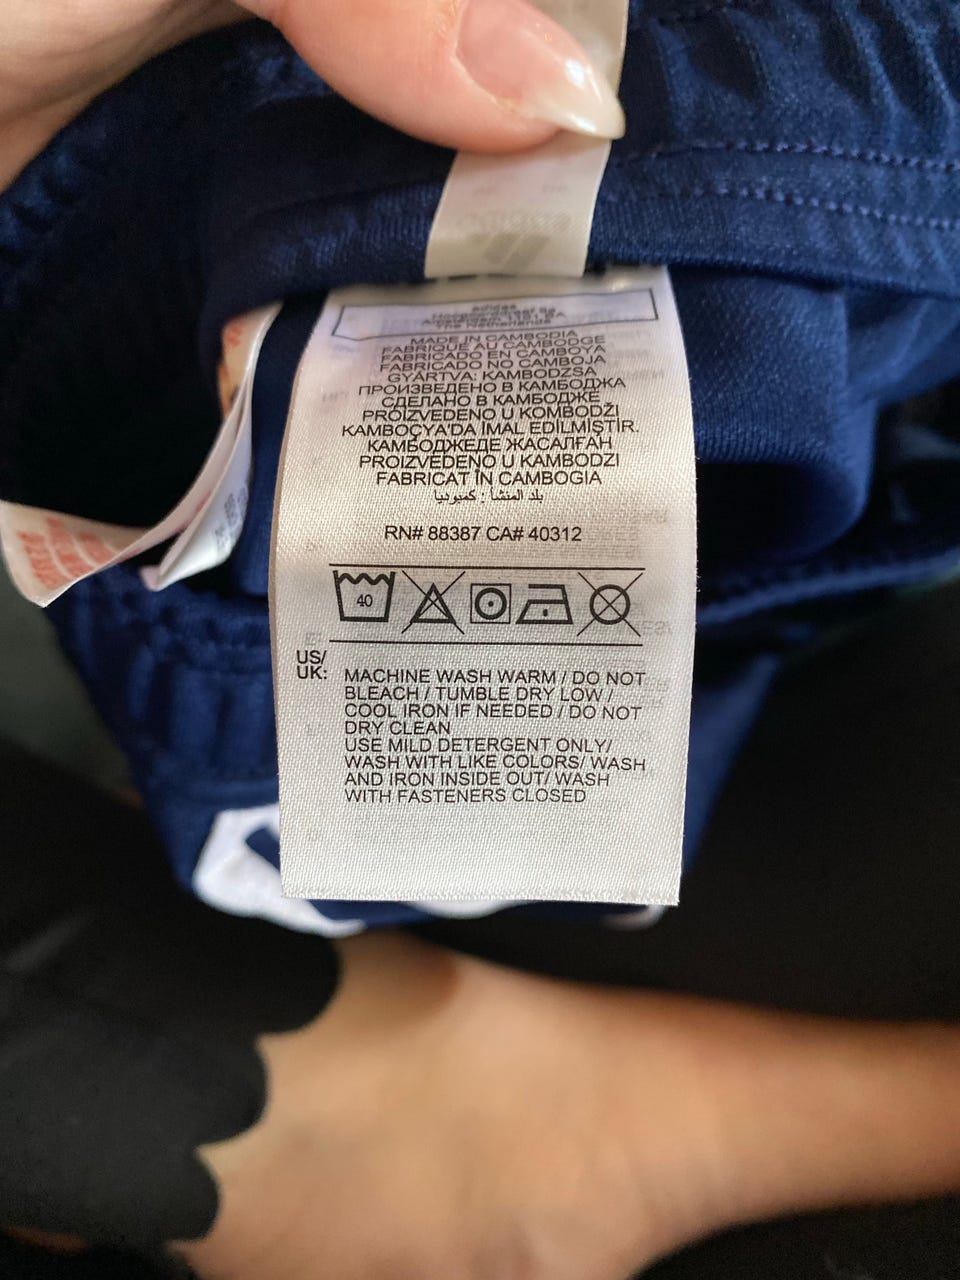 adidas
The Netherlands
MADE IN CAMBODIA
FABRIQUÉ AU CAMBODGE
FABRICADO EN CAMBOYA
FABRICADO NO CAMBOJA
GYÁRTVA: KAMBODZSA
ПРОИЗВЕДЕНО В КАМБОДЖА
СДЕЛАНО В КАМБОДЖЕ
PROIZVEDENO U KOMBODŽI
KAMBOÇYA'DA İMAL EDİLMİŞTİR.
КАМБОДЖЕДЕ ЖАСАЛҒАН
PROIZVEDENO U KAMBODZI
FABRICAT ÎN CAMBOGIA
بلد المنشأ : كمبوديا
RN# 88387 CA# 40312
40
US/
UK:
MACHINE WASH WARM / DO NOT
BLEACH / TUMBLE DRY LOW /
COOL IRON IF NEEDED / DO NOT
DRY CLEAN
USE MILD DETERGENT ONLY/
WASH WITH LIKE COLORS/ WASH
AND IRON INSIDE OUT/ WASH
WITH FASTENERS CLOSED